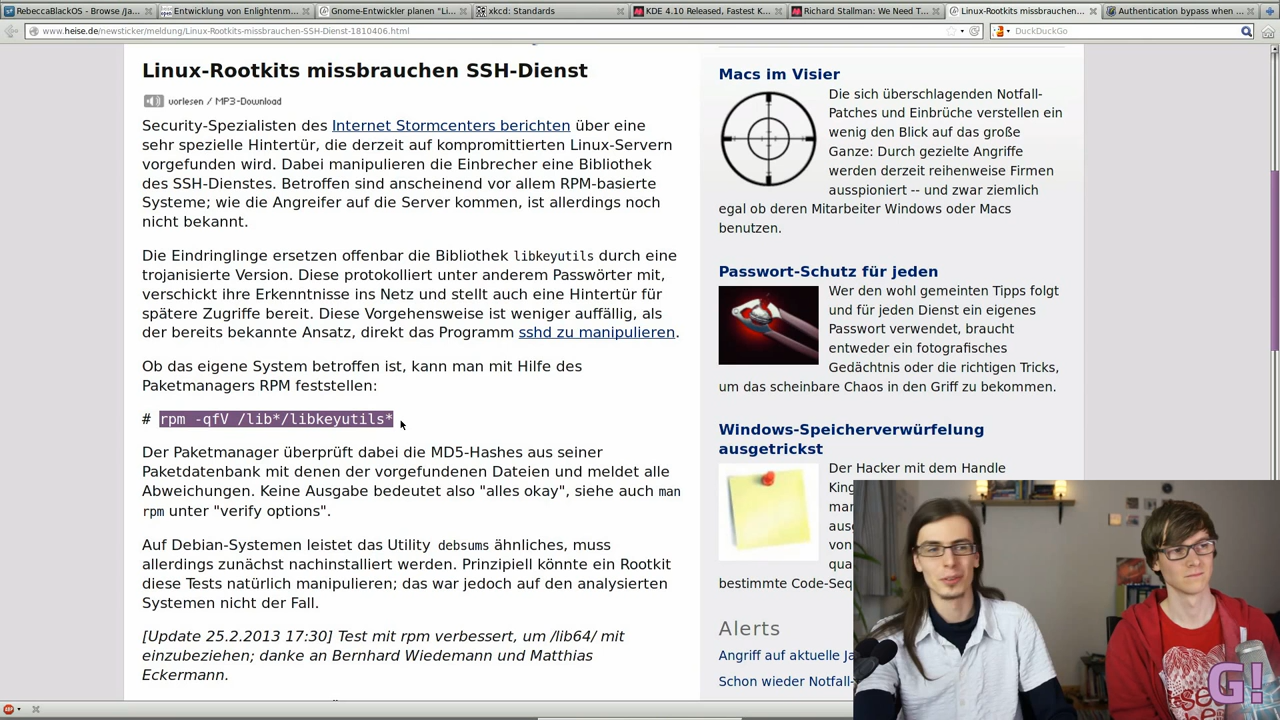 RebeccaBlackOS - Browse /Ja...
Entwicklung von Enlightenm...
Gnome-Entwickler planen "Li...
xkcd: Standards
KDE 4.10 Released, Fastest K...
Richard Stallman: We Need T...
Linux-Rootkits missbrauchen...
Authentication bypass when ...
www.heise.de/newsticker/meldung/Linux-Rootkits-missbrauchen-SSH-Dienst-1810406.html
DuckDuckGo
Linux-Rootkits missbrauchen SSH-Dienst
vorlesen / MP3-Download
Security-Spezialisten des Internet Stormcenters berichten über eine
sehr spezielle Hintertür, die derzeit auf kompromittierten Linux-Servern
vorgefunden wird. Dabei manipulieren die Einbrecher eine Bibliothek
des SSH-Dienstes. Betroffen sind anscheinend vor allem RPM-basierte
Systeme; wie die Angreifer auf die Server kommen, ist allerdings noch
nicht bekannt.
Die Eindringlinge ersetzen offenbar die Bibliothek libkeyutils durch eine
trojanisierte Version. Diese protokolliert unter anderem Passwörter mit,
verschickt ihre Erkenntnisse ins Netz und stellt auch eine Hintertür für
spätere Zugriffe bereit. Diese Vorgehensweise ist weniger auffällig, als
der bereits bekannte Ansatz, direkt das Programm sshd zu manipulieren.
Ob das eigene System betroffen ist, kann man mit Hilfe des
Paketmanagers RPM feststellen:
# rpm -qfV /lib*/libkeyutils*
Der Paketmanager überprüft dabei die MD5-Hashes aus seiner
Paketdatenbank mit denen der vorgefundenen Dateien und meldet alle
Abweichungen. Keine Ausgabe bedeutet also "alles okay", siehe auch man
rpm unter "verify options".
Auf Debian-Systemen leistet das Utility debsums ähnliches, muss
allerdings zunächst nachinstalliert werden. Prinzipiell könnte ein Rootkit
diese Tests natürlich manipulieren; das war jedoch auf den analysierten
Systemen nicht der Fall.
[Update 25.2.2013 17:30] Test mit rpm verbessert, um /lib64/ mit
einzubeziehen; danke an Bernhard Wiedemann und Matthias
Eckermann.
Macs im Visier
Die sich überschlagenden Notfall-
Patches und Einbrüche verstellen ein
wenig den Blick auf das große
Ganze: Durch gezielte Angriffe
werden derzeit reihenweise Firmen
ausspioniert -- und zwar ziemlich
egal ob deren Mitarbeiter Windows oder Macs
benutzen.
Passwort-Schutz für jeden
Wer den wohl gemeinten Tipps folgt
und für jeden Dienst ein eigenes
Passwort verwendet, braucht
entweder ein fotografisches
Gedächtnis oder die richtigen Tricks,
um das scheinbare Chaos in den Griff zu bekommen.
Windows-Speicherverwürfelung
ausgetrickst
Der Hacker mit dem Handle
King
mar
aus
von
qua
bestimmte Code-Seq
Alerts
Angriff auf aktuelle Ja
Schon wieder Notfall-
G!